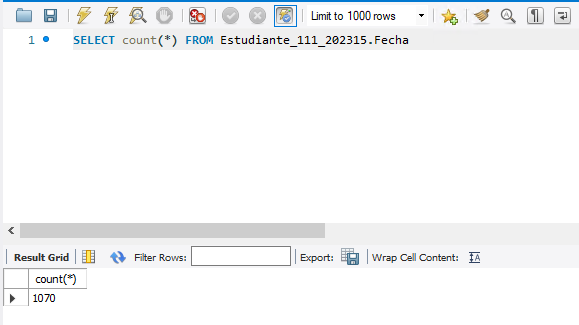 Limit to 1000 rows
1 SELECT count(*) FROM Estudiante_111_202315.Fecha
Result Grid Filter Rows: Export: Wrap Cell Content:
count(*)
1070